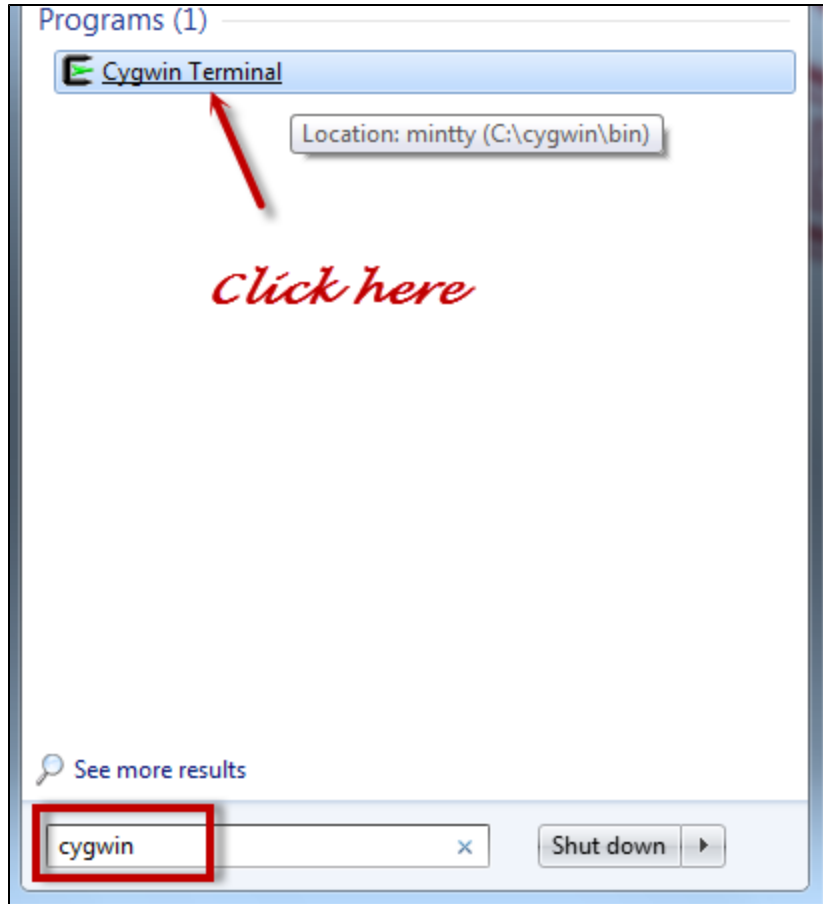 Programs (1)
Cygwin Terminal
Location: mintty (C:\cygwin\bin)
Click here
See more results
cygwin
Shut down